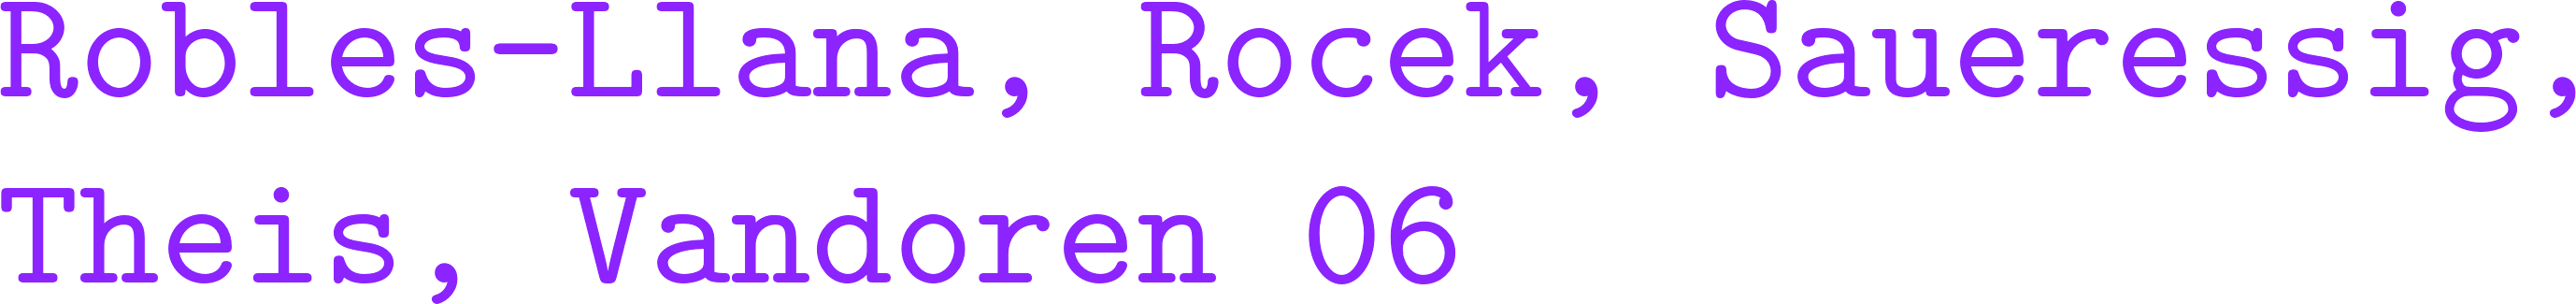 Robles-Llana, Rocek, Saueressig,
Theis, Vandoren 06